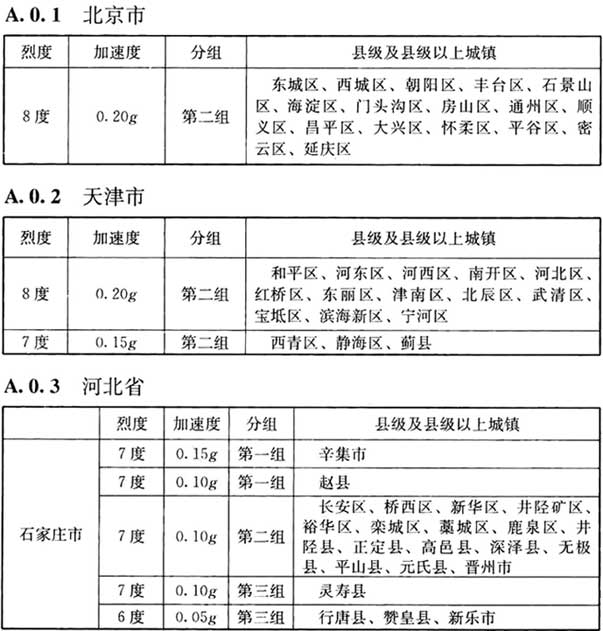 A.0.1 北京市
烈度 加速度 分组 县级及县级以上城镇
8度 0.20g 第二组 东城区、西城区、朝阳区、丰台区、石景山
区、海淀区、门头沟区、房山区、通州区、顺
义区、昌平区、大兴区、怀柔区、平谷区、密
云区、延庆区
A.0.2 天津市
烈度 加速度 分组 县级及县级以上城镇
8度 0.20g 第二组 和平区、河东区、河西区、南开区、河北区、
红桥区、东丽区、津南区、北辰区、武清区、
宝坻区、滨海新区、宁河区
7度 0.15g 第二组 西青区、静海区、蓟县
A.0.3 河北省
烈度 加速度 分组 县级及县级以上城镇
石家庄市
7度 0.15g 第一组 辛集市
7度 0.10g 第一组 赵县
7度 0.10g 第二组 长安区、桥西区、新华区、井陉矿区、
裕华区、栾城区、藁城区、鹿泉区、井
陉县、正定县、高邑县、深泽县、无极
县、平山县、元氏县、晋州市
7度 0.10g 第三组 灵寿县
6度 0.05g 第三组 行唐县、赞皇县、新乐市